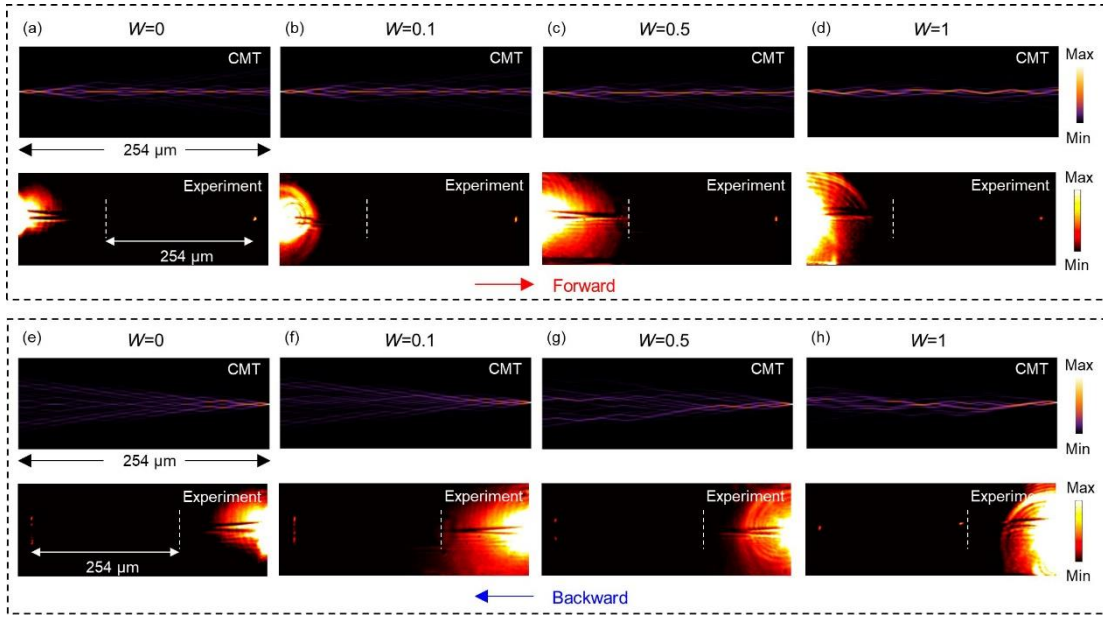 (a) W=0 (b) W=0.1 (c) W=0.5 (d) W=1
CMT CMT CMT CMT Max
Min
254 μm
Experiment Experiment Experiment Experiment Max
254 μm
Min
Forward
(e) W=0 (f) W=0.1 (g) W=0.5 (h) W=1
CMT CMT CMT CMT Max
Min
254 μm
Experiment Experiment Experiment Experime Max
254 μm
Min
Backward